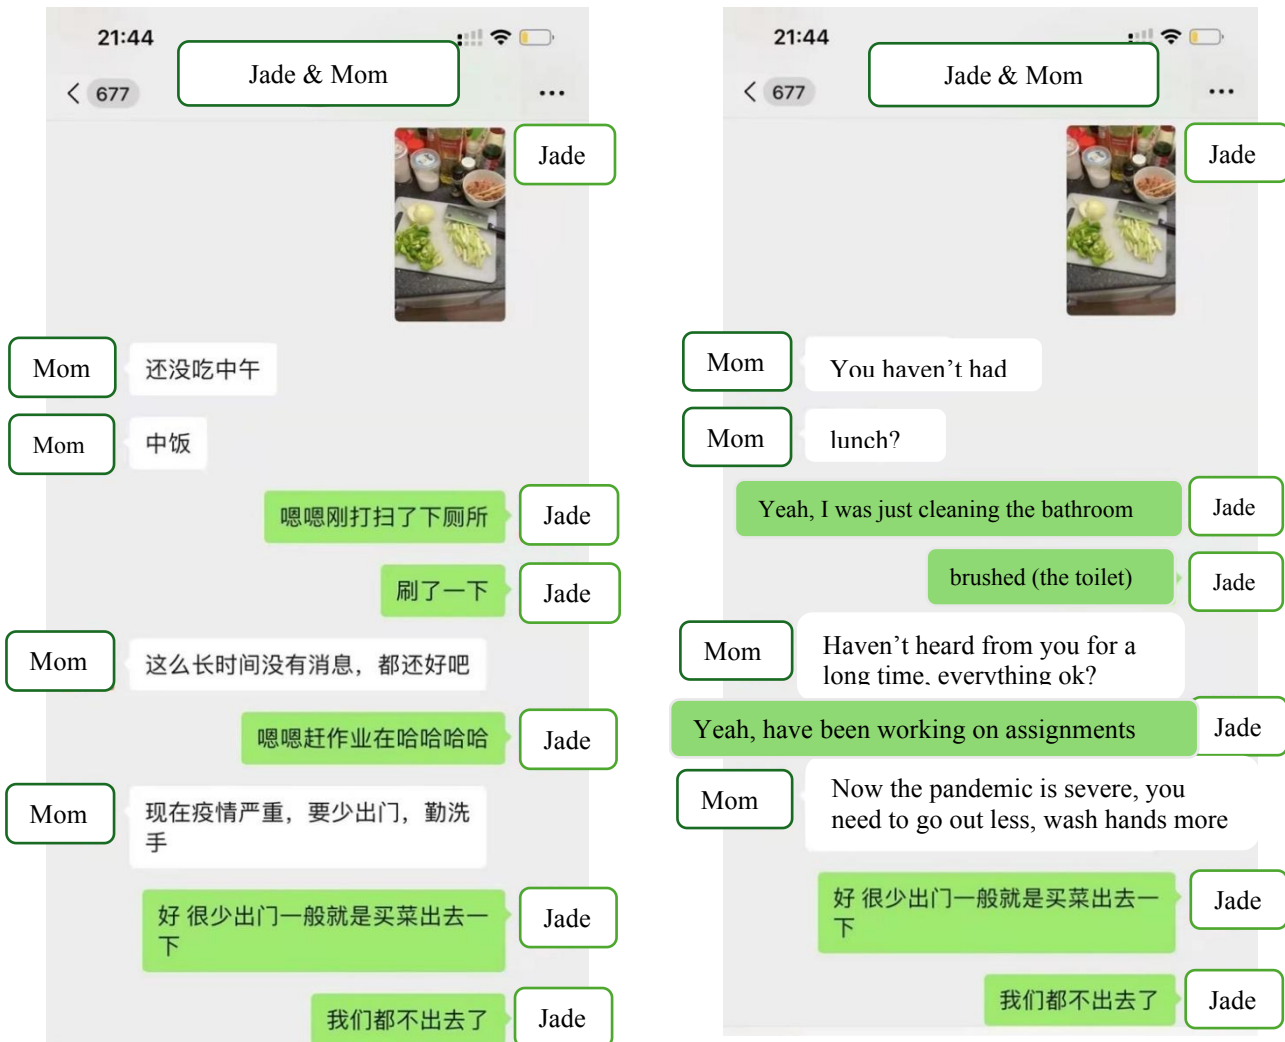 21:44
Jade & Mom
677
Jade
Mom
还没吃中午
Mom
中饭
嗯嗯刚打扫了下厕所
Jade
刷了一下
Jade
Mom
这么长时间没有消息，都还好吧
嗯嗯赶作业在哈哈哈哈
Jade
Mom
现在疫情严重，要少出门，勤洗
手
好 很少出门一般就是买菜出去一
下
Jade
我们都不出去了
Jade
21:44
Jade & Mom
677
Jade
Mom
You haven’t had
Mom
lunch?
Yeah, I was just cleaning the bathroom
Jade
brushed (the toilet)
Jade
Mom
Haven’t heard from you for a
long time, everything ok?
Yeah, have been working on assignments
Jade
Mom
Now the pandemic is severe, you
need to go out less, wash hands more
好 很少出门一般就是买菜出去一
下
Jade
我们都不出去了
Jade